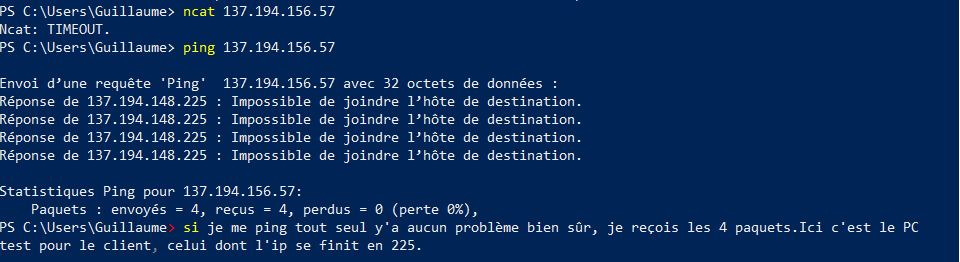 PS C:\Users\Guillaume> ncat 137.194.156.57
Ncat: TIMEOUT.
PS C:\Users\Guillaume> ping 137.194.156.57
Envoi d’une requête 'Ping'  137.194.156.57 avec 32 octets de données :
Réponse de 137.194.148.225 : Impossible de joindre l’hôte de destination.
Réponse de 137.194.148.225 : Impossible de joindre l’hôte de destination.
Réponse de 137.194.148.225 : Impossible de joindre l’hôte de destination.
Réponse de 137.194.148.225 : Impossible de joindre l’hôte de destination.
Statistiques Ping pour 137.194.156.57:
    Paquets : envoyés = 4, reçus = 4, perdus = 0 (perte 0%),
PS C:\Users\Guillaume> si je me ping tout seul y'a aucun problème bien sûr, je reçois les 4 paquets.Ici c'est le PC
test pour le client, celui dont l'ip se finit en 225.